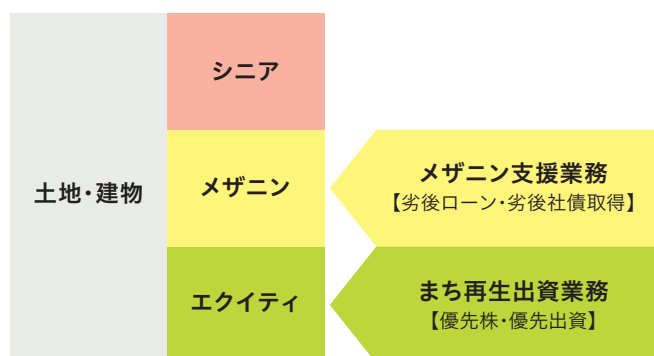 シニア
土地・建物
メザニン
メザニン支援業務
【劣後ローン・劣後社債取得】
エクイティ
まち再生出資業務
【優先株・優先出資】